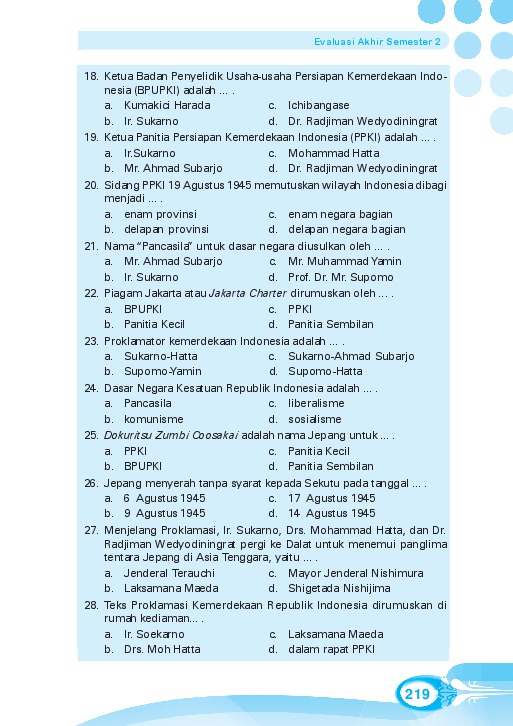 Evaluasi Akhir Semester 2
18. Ketua Badan Penyelidik Usaha-usaha Persiapan Kemerdekaan Indo-
nesia (BPUPKI) adalah ... .
a. Kumakici Harada c. Ichibangase
b. Ir. Sukarno d. Dr. Radjiman Wedyodiningrat
19. Ketua Panitia Persiapan Kemerdekaan Indonesia (PPKI) adalah ... .
a. Ir.Sukarno c. Mohammad Hatta
b. Mr. Ahmad Subarjo d. Dr. Radjiman Wedyodiningrat
20. Sidang PPKI 19 Agustus 1945 memutuskan wilayah Indonesia dibagi
menjadi ... .
a. enam provinsi c. enam negara bagian
b. delapan provinsi d. delapan negara bagian
21. Nama “Pancasila” untuk dasar negara diusulkan oleh ... .
a. Mr. Ahmad Subarjo c. Mr. Muhammad Yamin
b. Ir. Sukarno d. Prof. Dr. Mr. Supomo
22. Piagam Jakarta atau Jakarta Charter dirumuskan oleh ... .
a. BPUPKI c. PPKI
b. Panitia Kecil d. Panitia Sembilan
23. Proklamator kemerdekaan Indonesia adalah ... .
a. Sukarno-Hatta c. Sukarno-Ahmad Subarjo
b. Supomo-Yamin d. Supomo-Hatta
24. Dasar Negara Kesatuan Republik Indonesia adalah ... .
a. Pancasila c. liberalisme
b. komunisme d. sosialisme
25. Dokuritsu Zumbi Coosakai adalah nama Jepang untuk ... .
a. PPKI c. Panitia Kecil
b. BPUPKI d. Panitia Sembilan
26. Jepang menyerah tanpa syarat kepada Sekutu pada tanggal ... .
a. 6 Agustus 1945 c. 17 Agustus 1945
b. 9 Agustus 1945 d. 14 Agustus 1945
27. Menjelang Proklamasi, Ir. Sukarno, Drs. Mohammad Hatta, dan Dr.
Radjiman Wedyodiningrat pergi ke Dalat untuk menemui panglima
tentara Jepang di Asia Tenggara, yaitu ... .
a. Jenderal Terauchi c. Mayor Jenderal Nishimura
b. Laksamana Maeda d. Shigetada Nishijima
28. Teks Proklamasi Kemerdekaan Republik Indonesia dirumuskan di
rumah kediaman... .
a. Ir. Soekarno c. Laksamana Maeda
b. Drs. Moh Hatta d. dalam rapat PPKI
219